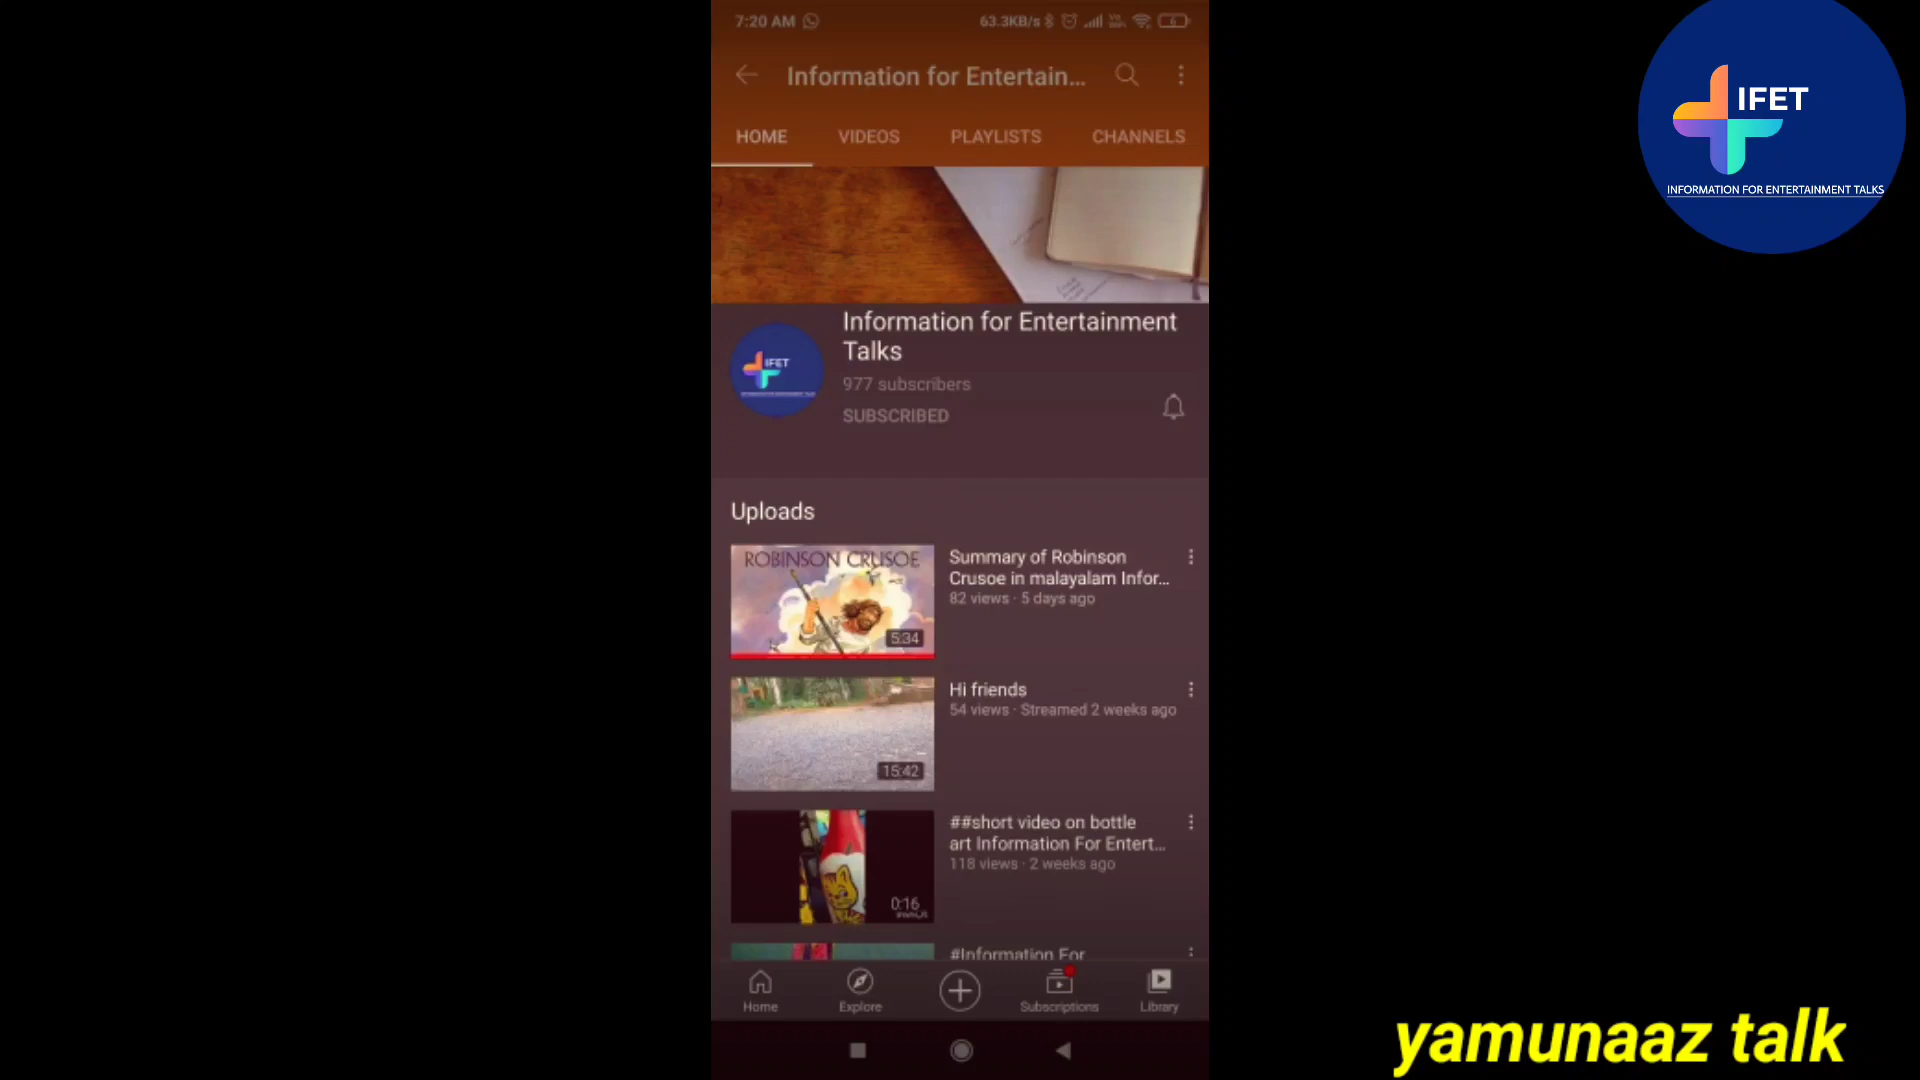 7:20 AM
63.3KB/s
6
Information for Entertain...
HOME VIDEOS PLAYLISTS CHANNELS
IFET
INFORMATION FOR ENTERTAINMENT TALKS
IFET
Information for Entertainment
Talks
977 subscribers
SUBSCRIBED
Uploads
ROBINSON CRUSOE
5:34
Summary of Robinson
Crusoe in malayalam Infor...
82 views · 5 days ago
15:42
Hi friends
54 views · Streamed 2 weeks ago
0:16
##short video on bottle
art Information For Entert...
118 views · 2 weeks ago
#Information For
Home Explore Subscriptions Library
yamunaaz talk